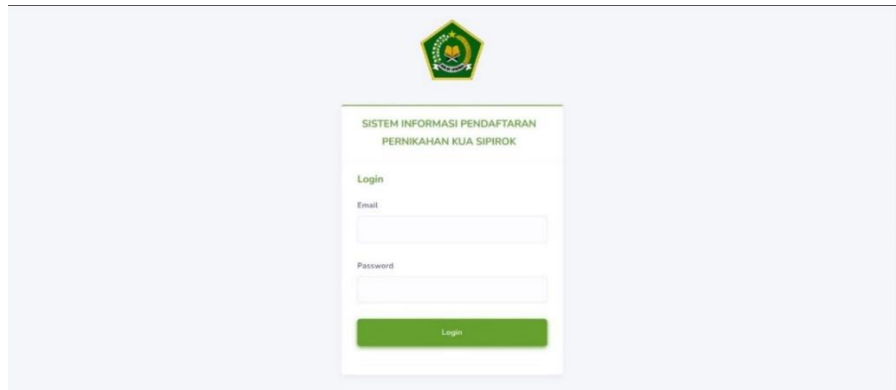 SISTEM INFORMASI PENDAFTARAN
PERNIKAHAN KUA SIPIROK
Login
Email
Password
Login